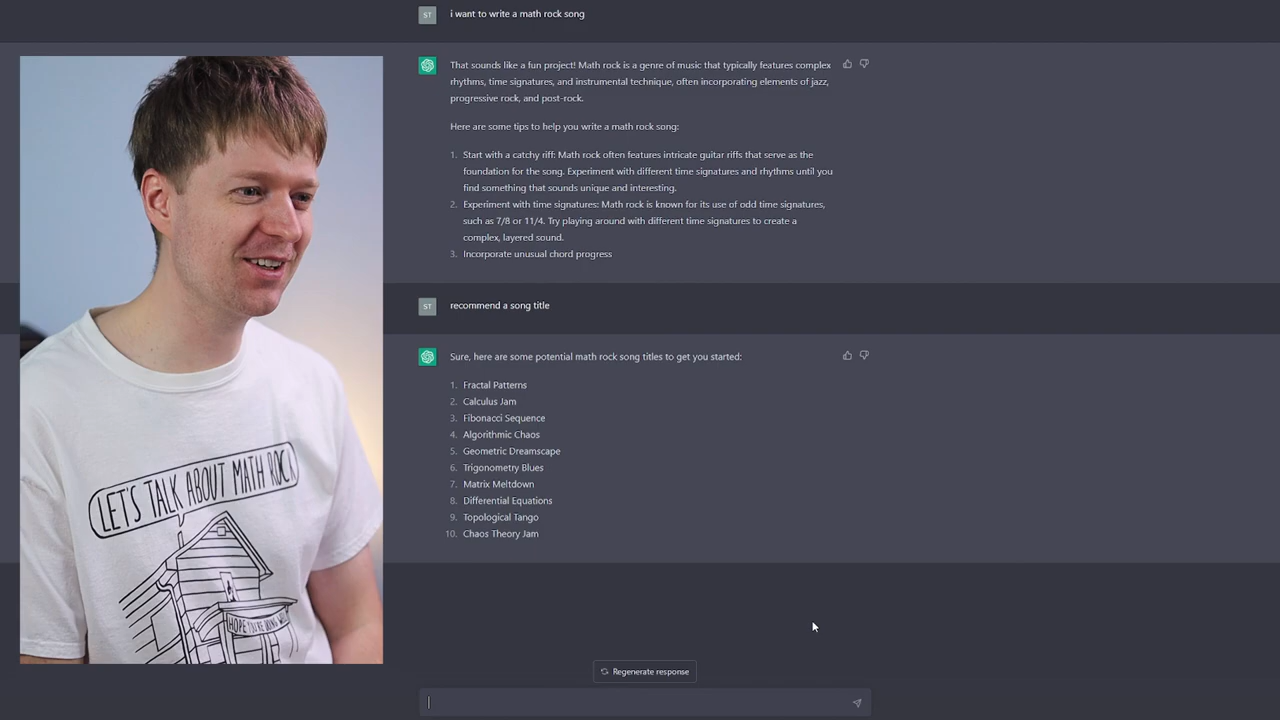 ST
i want to write a math rock song
That sounds like a fun project! Math rock is a genre of music that typically features complex
rhythms, time signatures, and instrumental technique, often incorporating elements of jazz,
progressive rock, and post-rock.
Here are some tips to help you write a math rock song:
1. Start with a catchy riff: Math rock often features intricate guitar riffs that serve as the
foundation for the song. Experiment with different time signatures and rhythms until you
find something that sounds unique and interesting.
2. Experiment with time signatures: Math rock is known for its use of odd time signatures,
such as 7/8 or 11/4. Try playing around with different time signatures to create a
complex, layered sound.
3. Incorporate unusual chord progress
ST
recommend a song title
Sure, here are some potential math rock song titles to get you started:
1. Fractal Patterns
2. Calculus Jam
3. Fibonacci Sequence
4. Algorithmic Chaos
5. Geometric Dreamscape
6. Trigonometry Blues
7. Matrix Meltdown
8. Differential Equations
9. Topological Tango
10. Chaos Theory Jam
Regenerate response
LET'S TALK ABOUT MATH ROCK
HOPE YOU'RE DOING WELL